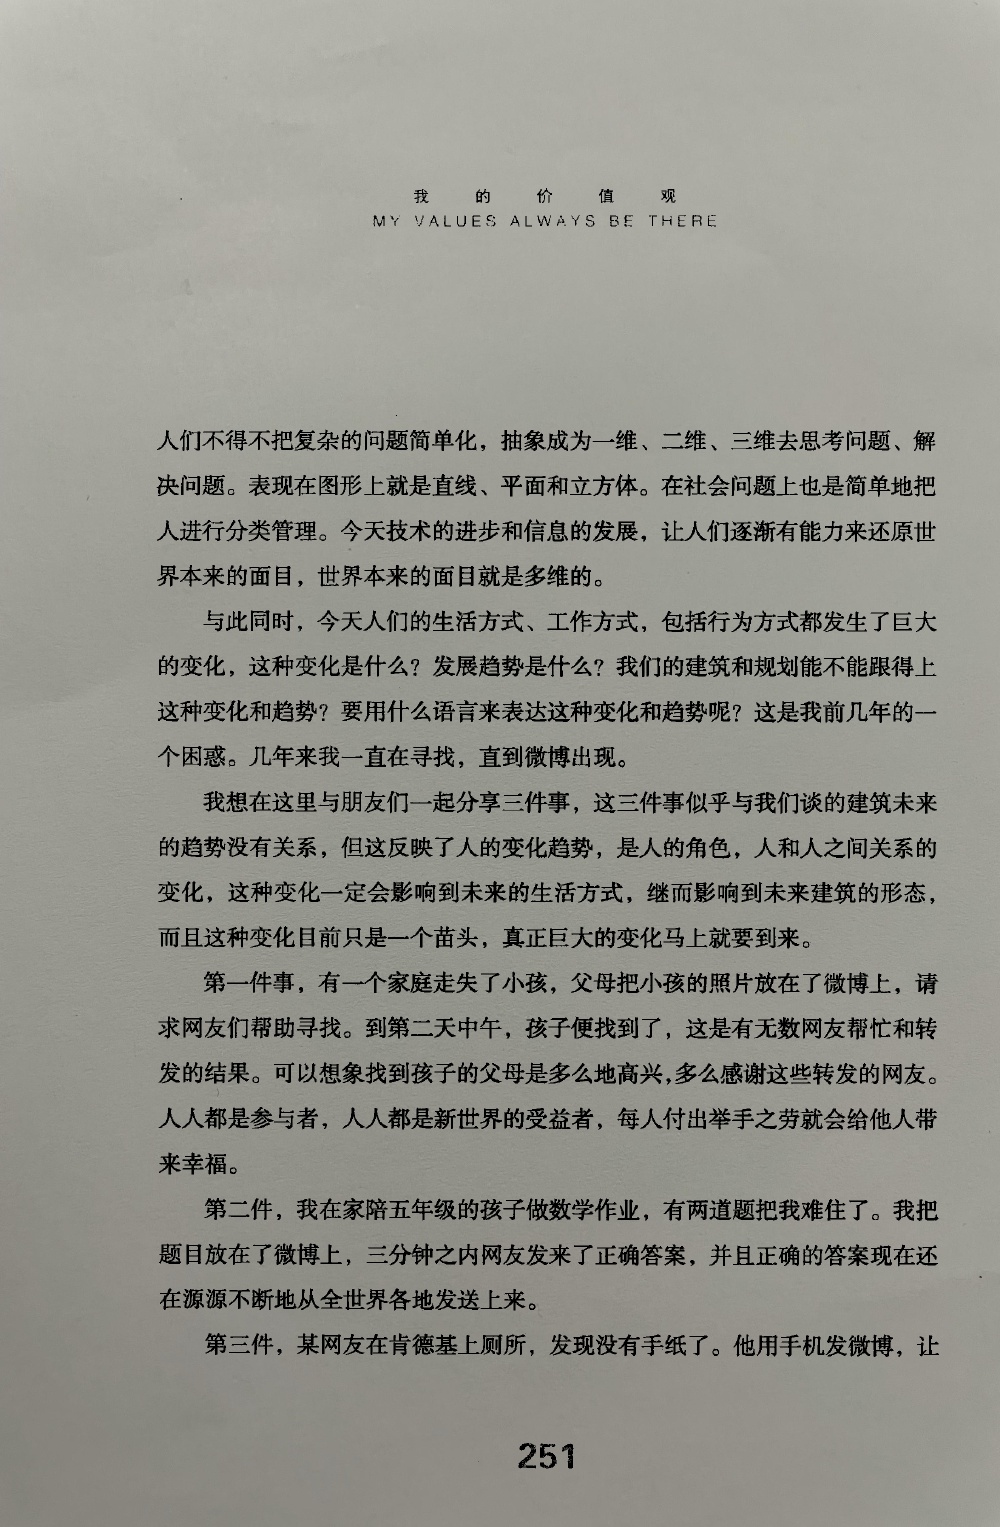 我的价值观
MY VALUES ALWAYS BE THERE
人们不得不把复杂的问题简单化，抽象成为一维、二维、三维去思考问题、解
决问题。表现在图形上就是直线、平面和立方体。在社会问题上也是简单地把
人进行分类管理。今天技术的进步和信息的发展，让人们逐渐有能力来还原世
界本来的面目，世界本来的面目就是多维的。
与此同时，今天人们的生活方式、工作方式，包括行为方式都发生了巨大
的变化，这种变化是什么？发展趋势是什么？我们的建筑和规划能不能跟得上
这种变化和趋势？要用什么语言来表达这种变化和趋势呢？这是我前几年的一
个困惑。几年来我一直在寻找，直到微博出现。
我想在这里与朋友们一起分享三件事，这三件事似乎与我们谈的建筑未来
的趋势没有关系，但这反映了人的变化趋势，是人的角色，人和人之间关系的
变化，这种变化一定会影响到未来的生活方式，继而影响到未来建筑的形态，
而且这种变化目前只是一个苗头，真正巨大的变化马上就要到来。
第一件事，有一个家庭走失了小孩，父母把小孩的照片放在了微博上，请
求网友们帮助寻找。到第二天中午，孩子便找到了，这是有无数网友帮忙和转
发的结果。可以想象找到孩子的父母是多么地高兴，多么感谢这些转发的网友。
人人都是参与者，人人都是新世界的受益者，每人付出举手之劳就会给他人带
来幸福。
第二件，我在家陪五年级的孩子做数学作业，有两道题把我难住了。我把
题目放在了微博上，三分钟之内网友发来了正确答案，并且正确的答案现在还
在源源不断地从全世界各地发送上来。
第三件，某网友在肯德基上厕所，发现没有手纸了。他用手机发微博，让
251